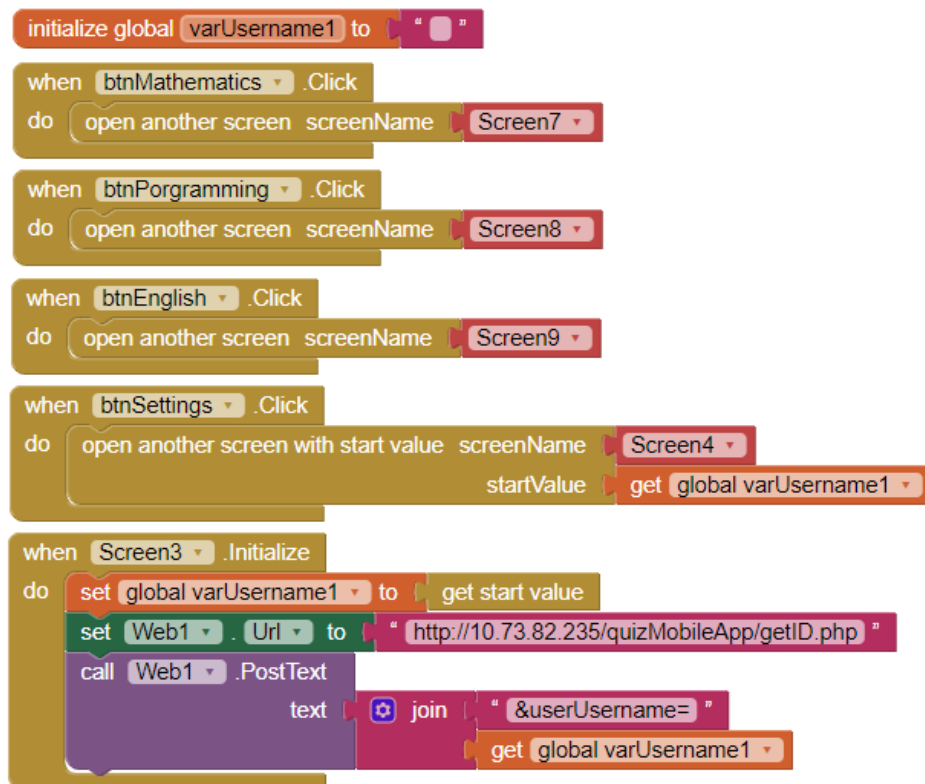 initialize global varUsername1 to " "
when btnMathematics .Click
do open another screen screenName Screen7
when btnPorgramming .Click
do open another screen screenName Screen8
when btnEnglish .Click
do open another screen screenName Screen9
when btnSettings .Click
do open another screen with start value screenName Screen4
startValue get global varUsername1
when Screen3 .Initialize
do set global varUsername1 to get start value
set Web1 . Url to " http://10.73.82.235/quizMobileApp/getID.php "
call Web1 .PostText
text join " &userUsername= "
get global varUsername1